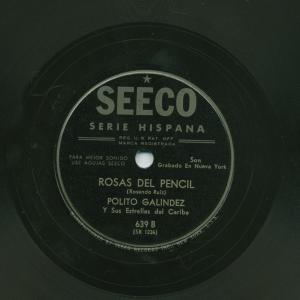 SEECO
SERIE HISPANA
REG. U.S. PAT. OFF.
MARCA REGISTRADA
PARA MEJOR SONIDO
USE AGUJAS SEECO
Son
Grabado En Nueva York
ROSAS DEL PENCIL
(Rosendo Ruiz)
POLITO GALINDEZ
Y Sus Estrellas del Caribe
639 B
(SR 1236)